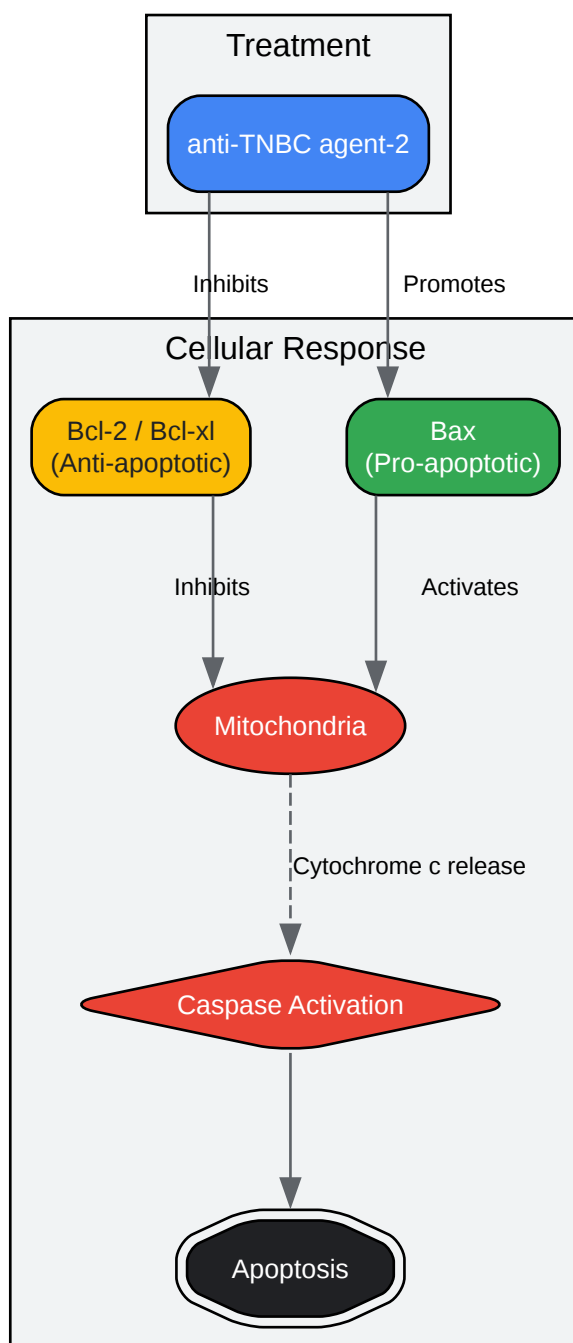 Treatment
anti-TNBC agent-2
Inhibits
Promotes
Cellular Response
Bcl-2 / Bcl-xl
(Anti-apoptotic)
Bax
(Pro-apoptotic)
Inhibits
Activates
Mitochondria
Cytochrome c release
Caspase Activation
Apoptosis